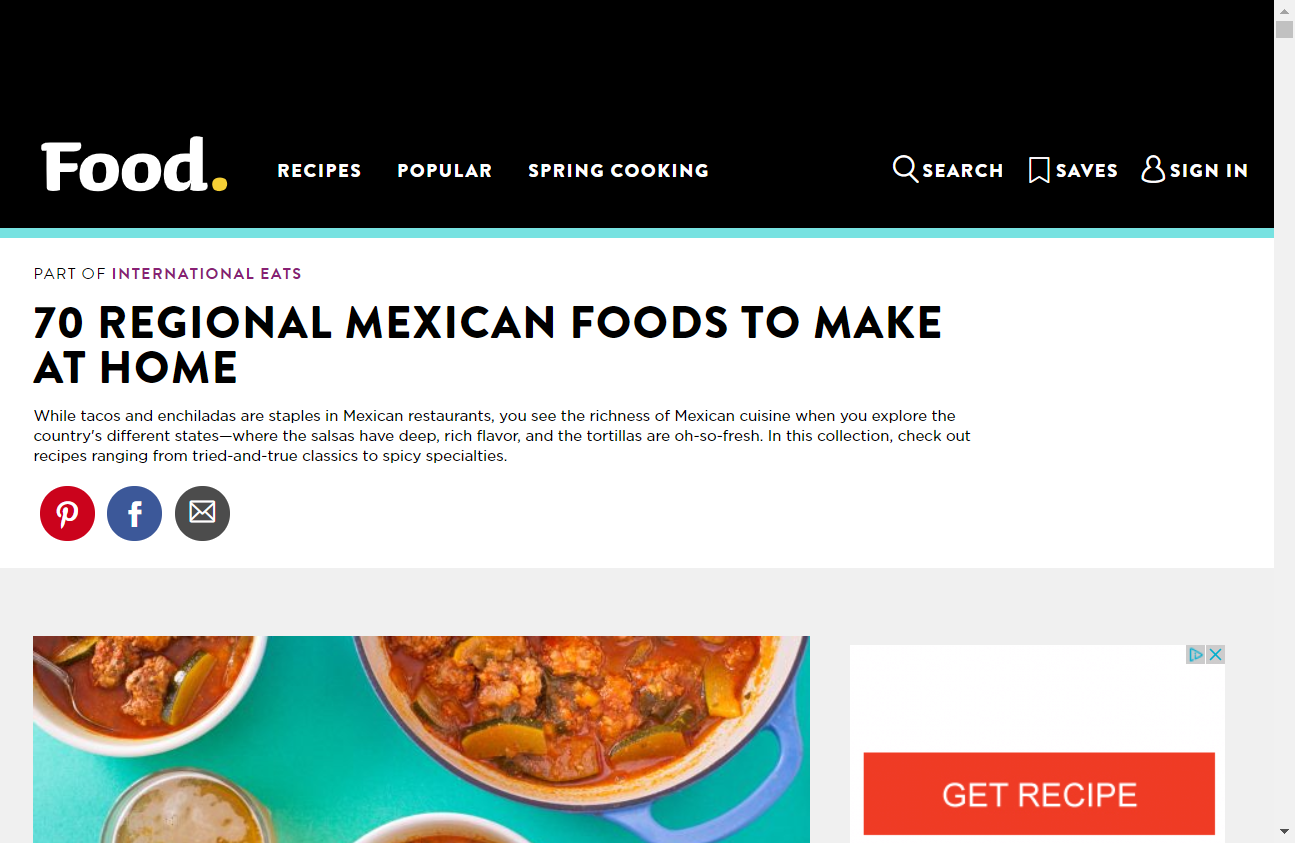 Food.
RECIPES
POPULAR
SPRING COOKING
SEARCH
SAVES
SIGN IN
PART OF INTERNATIONAL EATS
70 REGIONAL MEXICAN FOODS TO MAKE
AT HOME
While tacos and enchiladas are staples in Mexican restaurants, you see the richness of Mexican cuisine when you explore the
country's different states—where the salsas have deep, rich flavor, and the tortillas are oh-so-fresh. In this collection, check out
recipes ranging from tried-and-true classics to spicy specialties.
GET RECIPE